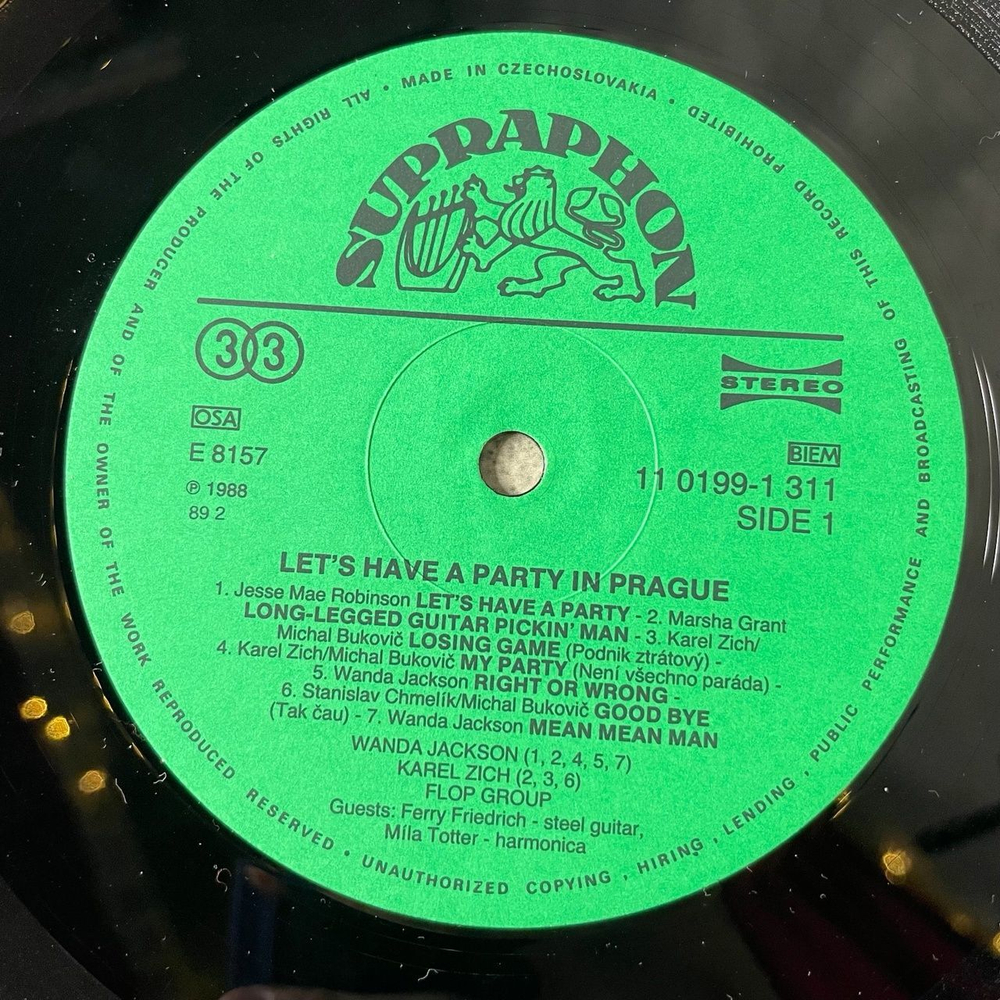 MADE IN CZECHOSLOVAKIA • ALL RIGHTS OF THE PRODUCER AND OF THE OWNER OF THE WORK REPRODUCED RESERVED • UNAUTHORIZED COPYING, HIRING, LENDING, PUBLIC PERFORMANCE AND BROADCASTING OF THIS RECORD PROHIBITED •
SUPRAPHON
33
STEREO
OSA
E 8157
℗ 1988
89 2
BIEM
11 0199-1 311
SIDE 1
LET'S HAVE A PARTY IN PRAGUE
1. Jesse Mae Robinson LET'S HAVE A PARTY - 2. Marsha Grant
LONG-LEGGED GUITAR PICKIN' MAN - 3. Karel Zich/
Michal Bukovič LOSING GAME (Podnik ztrátový) -
4. Karel Zich/Michal Bukovič MY PARTY (Není všechno paráda) -
5. Wanda Jackson RIGHT OR WRONG -
6. Stanislav Chmelík/Michal Bukovič GOOD BYE
(Tak čau) - 7. Wanda Jackson MEAN MEAN MAN
WANDA JACKSON (1, 2, 4, 5, 7)
KAREL ZICH (2, 3, 6)
FLOP GROUP
Guests: Ferry Friedrich - steel guitar,
Míla Totter - harmonica